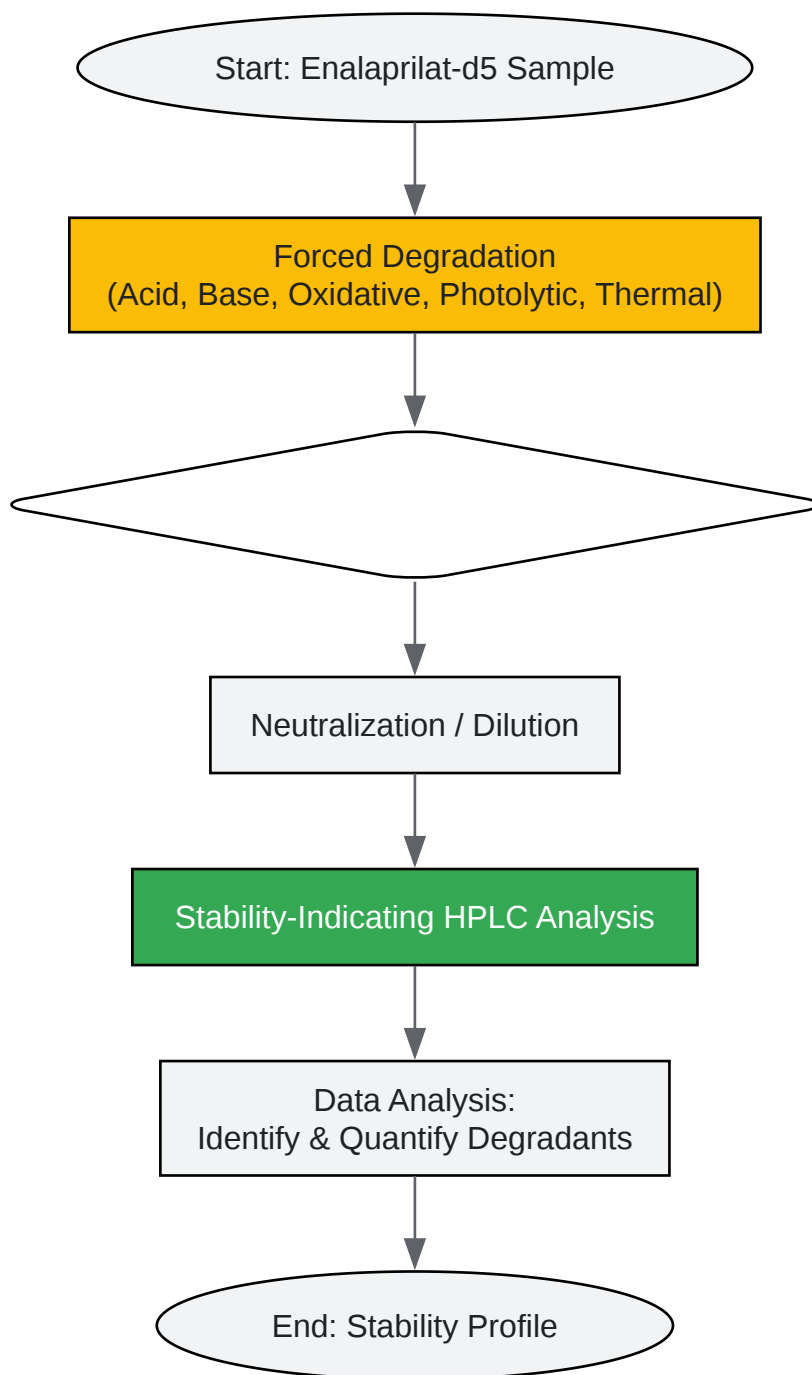 Start: Enalaprilat-d5 Sample
Forced Degradation
(Acid, Base, Oxidative, Photolytic, Thermal)
Neutralization / Dilution
Stability-Indicating HPLC Analysis
Data Analysis:
Identify & Quantify Degradants
End: Stability Profile